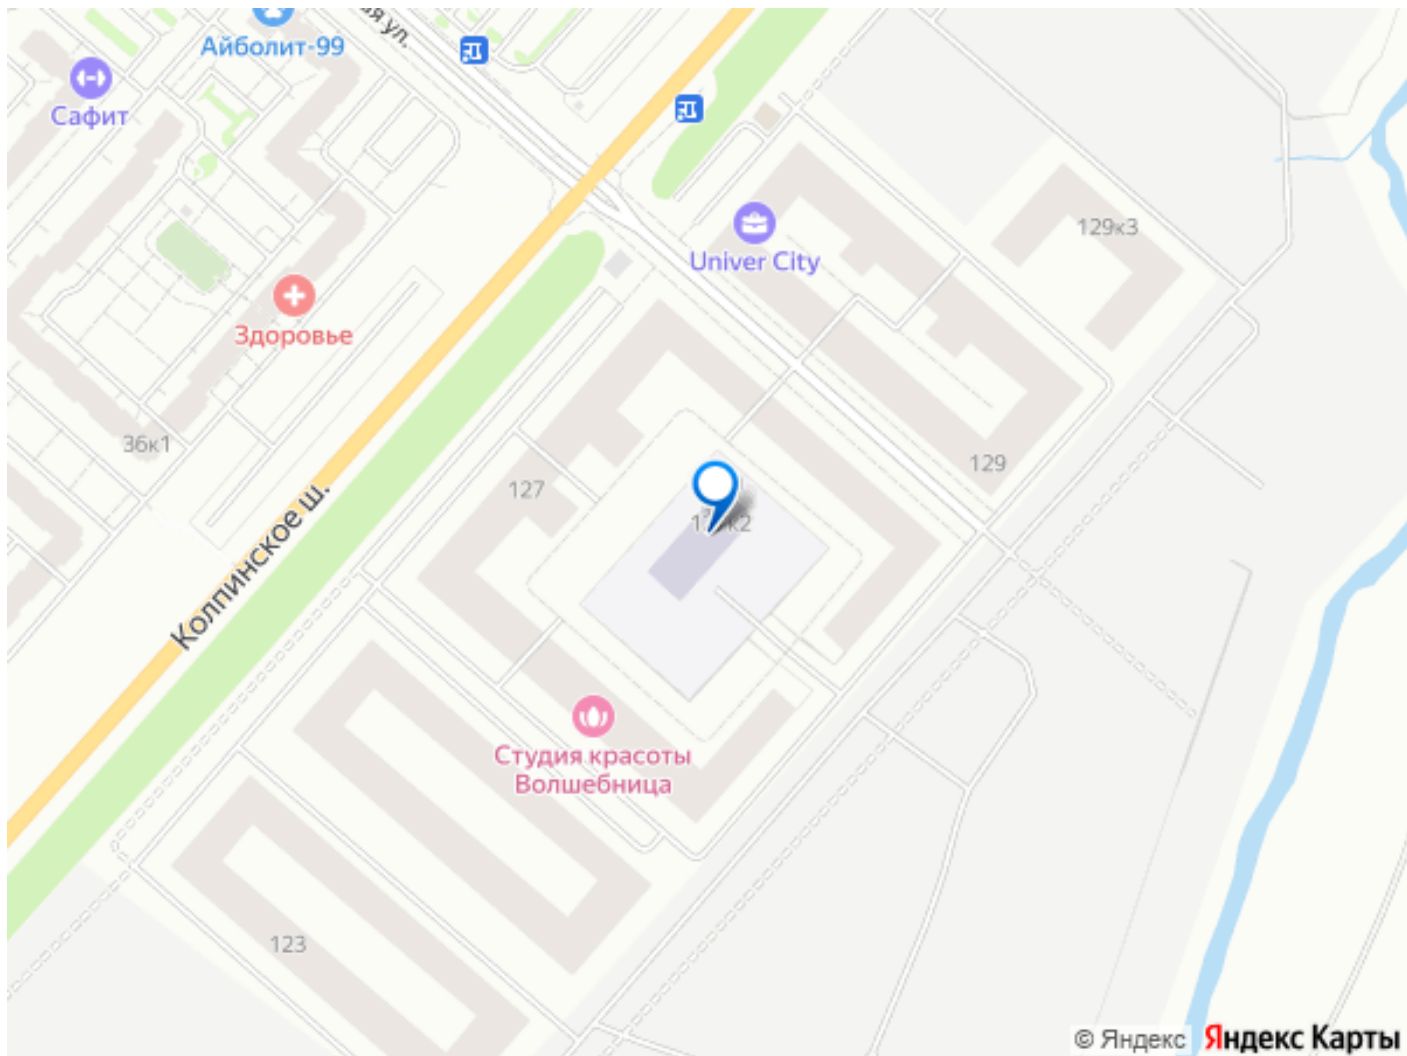 ая ул.
Айболит-99
Сафит
Univer City
129к3
Здоровье
36к1
127
129
Колпинское ш.
Студия красоты
Волшебница
123
© Яндекс
Яндекс Карты